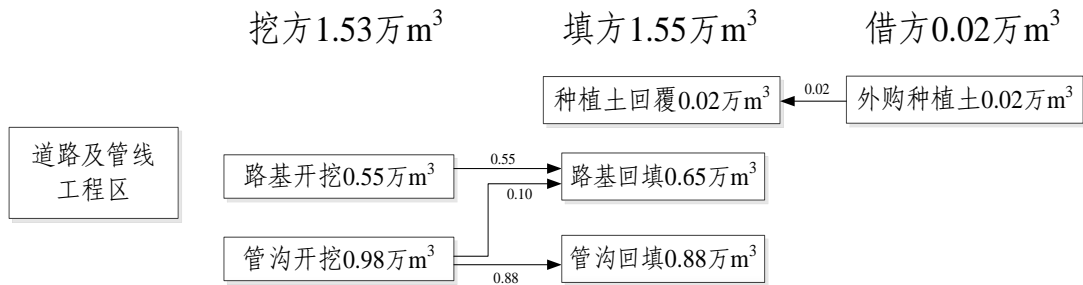 挖方1.53万m³ 填方1.55万m³ 借方0.02万m³
种植土回覆0.02万m³
0.02
外购种植土0.02万m³
道路及管线
工程区
路基开挖0.55万m³
0.55
0.10
路基回填0.65万m³
管沟开挖0.98万m³
0.88
管沟回填0.88万m³